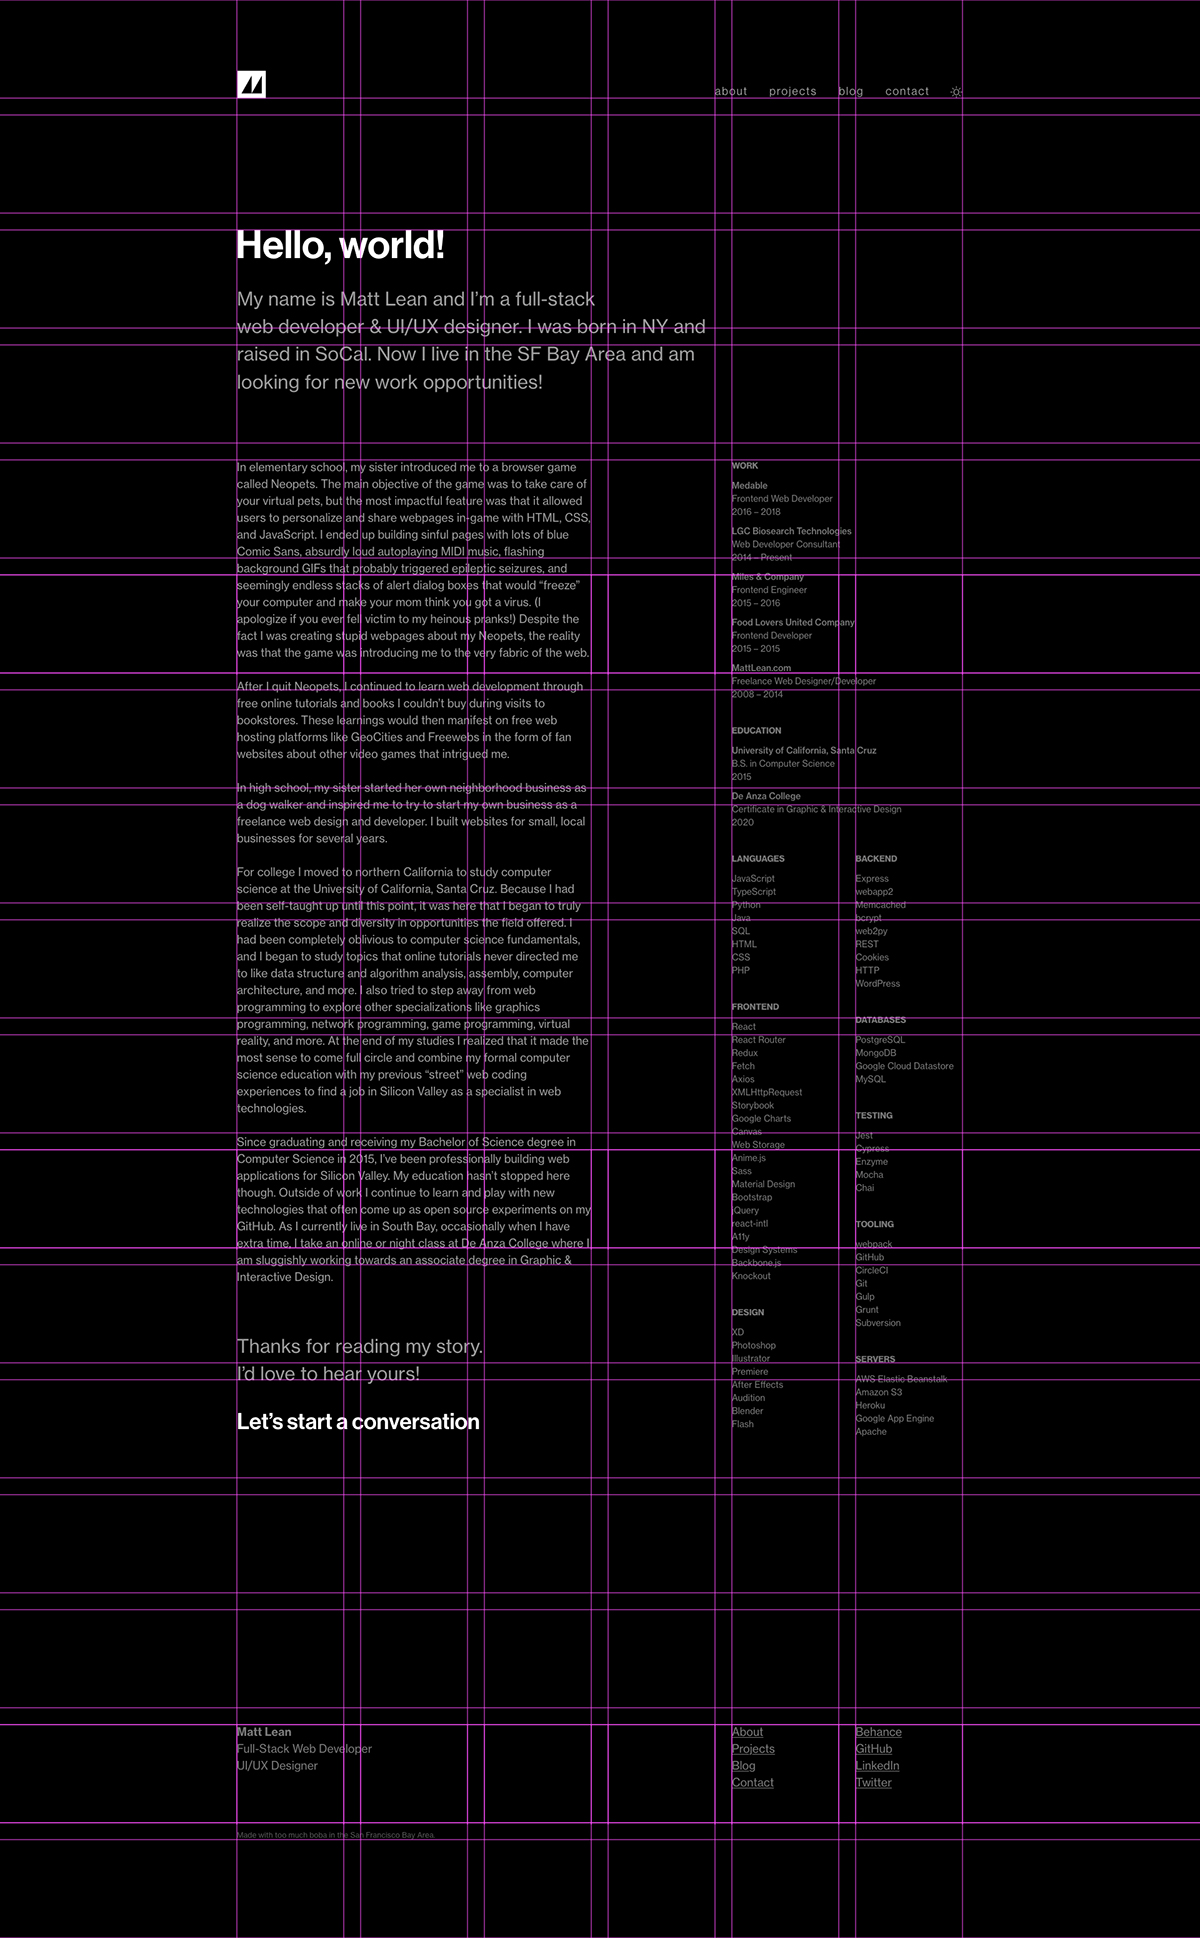 about projects blog contact
Hello, world!
My name is Matt Lean and I’m a full-stack
web developer & UI/UX designer. I was born in NY and
raised in SoCal. Now I live in the SF Bay Area and am
looking for new work opportunities!
In elementary school, my sister introduced me to a browser game
called Neopets. The main objective of the game was to take care of
your virtual pets, but the most impactful feature was that it allowed
users to personalize and share webpages in-game with HTML, CSS,
and JavaScript. I ended up building sinful pages with lots of blue
Comic Sans, absurdly loud autoplaying MIDI music, flashing
background GIFs that probably triggered epileptic seizures, and
seemingly endless stacks of alert dialog boxes that would “freeze”
your computer and make your mom think you got a virus. (I
apologize if you ever fell victim to my heinous pranks!) Despite the
fact I was creating stupid webpages about my Neopets, the reality
was that the game was introducing me to the very fabric of the web.
After I quit Neopets, I continued to learn web development through
free online tutorials and books I couldn’t buy during visits to
bookstores. These learnings would then manifest on free web
hosting platforms like GeoCities and Freewebs in the form of fan
websites about other video games that intrigued me.
In high school, my sister started her own neighborhood business as
a dog walker and inspired me to try to start my own business as a
freelance web design and developer. I built websites for small, local
businesses for several years.
For college I moved to northern California to study computer
science at the University of California, Santa Cruz. Because I had
been self-taught up until this point, it was here that I began to truly
realize the scope and diversity in opportunities the field offered. I
had been completely oblivious to computer science fundamentals,
and I began to study topics that online tutorials never directed me
to like data structure and algorithm analysis, assembly, computer
architecture, and more. I also tried to step away from web
programming to explore other specializations like graphics
programming, network programming, game programming, virtual
reality, and more. At the end of my studies I realized that it made the
most sense to come full circle and combine my formal computer
science education with my previous “street” web coding
experiences to find a job in Silicon Valley as a specialist in web
technologies.
Since graduating and receiving my Bachelor of Science degree in
Computer Science in 2015, I’ve been professionally building web
applications for Silicon Valley. My education hasn’t stopped here
though. Outside of work I continue to learn and play with new
technologies that often come up as open source experiments on my
GitHub. As I currently live in South Bay, occasionally when I have
extra time, I take an online or night class at De Anza College where I
am sluggishly working towards an associate degree in Graphic &
Interactive Design.
Thanks for reading my story.
I’d love to hear yours!
Let’s start a conversation
WORK
Medable
Frontend Web Developer
2016 – 2018
LGC Biosearch Technologies
Web Developer Consultant
2014 – Present
Miles & Company
Frontend Engineer
2015 – 2016
Food Lovers United Company
Frontend Developer
2015 – 2015
MattLean.com
Freelance Web Designer/Developer
2008 – 2014
EDUCATION
University of California, Santa Cruz
B.S. in Computer Science
2015
De Anza College
Certificate in Graphic & Interactive Design
2020
LANGUAGES
JavaScript
TypeScript
Python
Java
SQL
HTML
CSS
PHP
FRONTEND
React
React Router
Redux
Fetch
Axios
XMLHttpRequest
Storybook
Google Charts
Canvas
Web Storage
Anime.js
Sass
Material Design
Bootstrap
jQuery
react-intl
A11y
Design Systems
Backbone.js
Knockout
DESIGN
XD
Photoshop
Illustrator
Premiere
After Effects
Audition
Blender
Flash
BACKEND
Express
webapp2
Memcached
bcrypt
web2py
REST
Cookies
HTTP
WordPress
DATABASES
PostgreSQL
MongoDB
Google Cloud Datastore
MySQL
TESTING
Jest
Cypress
Enzyme
Mocha
Chai
TOOLING
webpack
GitHub
CircleCI
Git
Gulp
Grunt
Subversion
SERVERS
AWS Elastic Beanstalk
Amazon S3
Heroku
Google App Engine
Apache
Matt Lean
Full-Stack Web Developer
UI/UX Designer
About
Projects
Blog
Contact
Behance
GitHub
LinkedIn
Twitter
Made with too much boba in the San Francisco Bay Area.